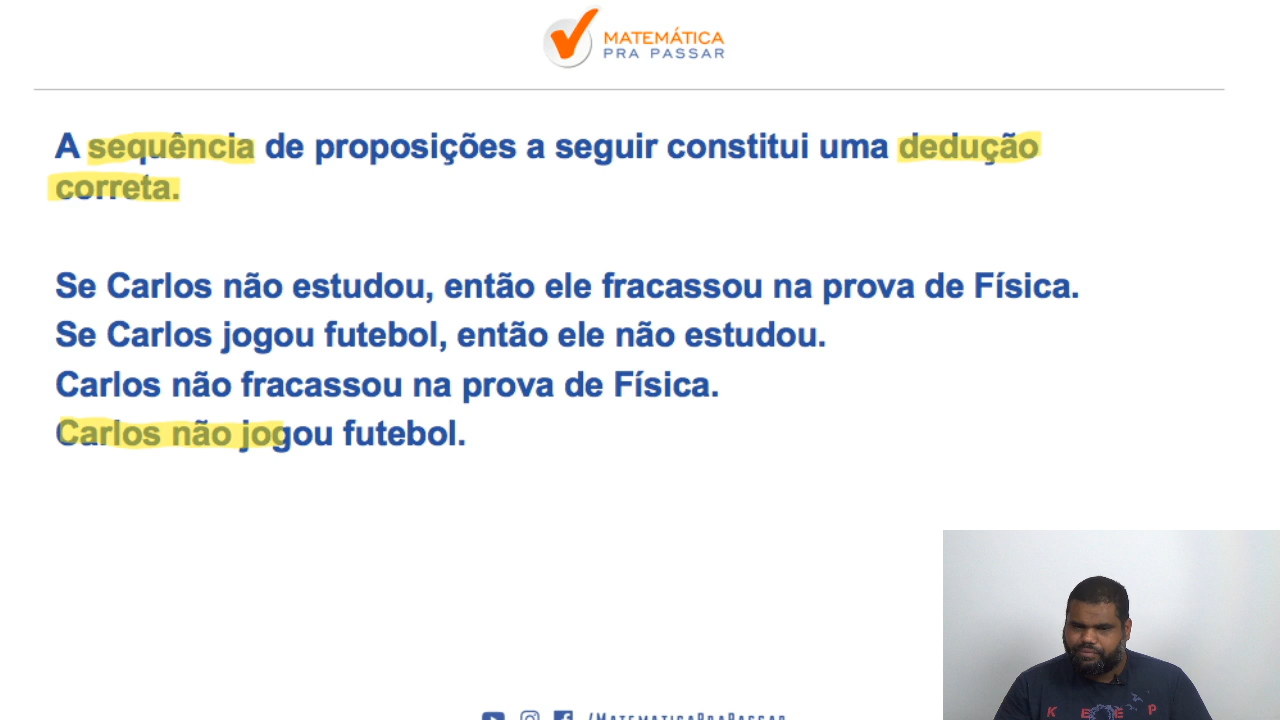 MATEMÁTICA
PRA PASSAR
A sequência de proposições a seguir constitui uma dedução
correta.
Se Carlos não estudou, então ele fracassou na prova de Física.
Se Carlos jogou futebol, então ele não estudou.
Carlos não fracassou na prova de Física.
Carlos não jogou futebol.
K E E P
/MATEMATICAPRAPASSAR